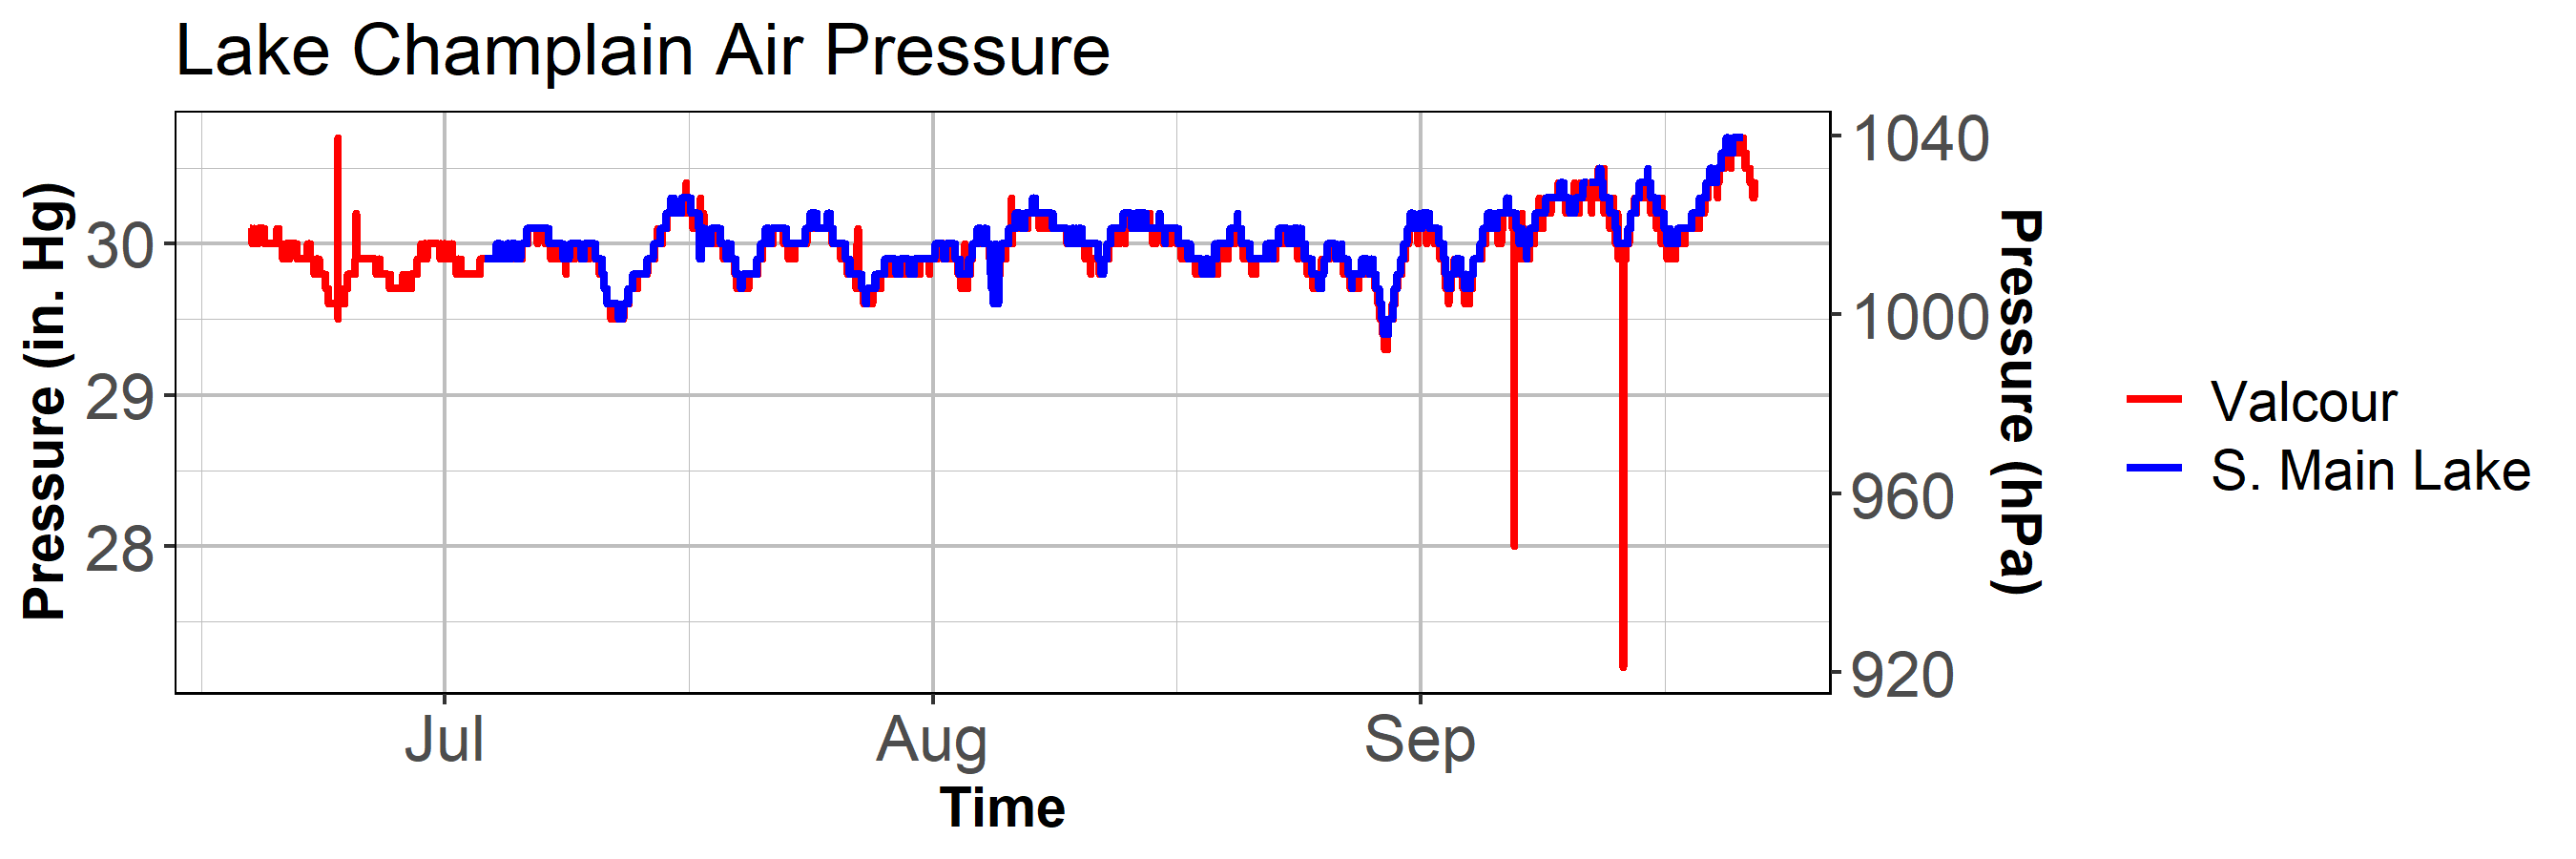 Lake Champlain Air Pressure
Pressure (in. Hg)
30
29
28
1040
1000
960
920
Pressure (hPa)
Jul
Aug
Sep
Time
Valcour
S. Main Lake